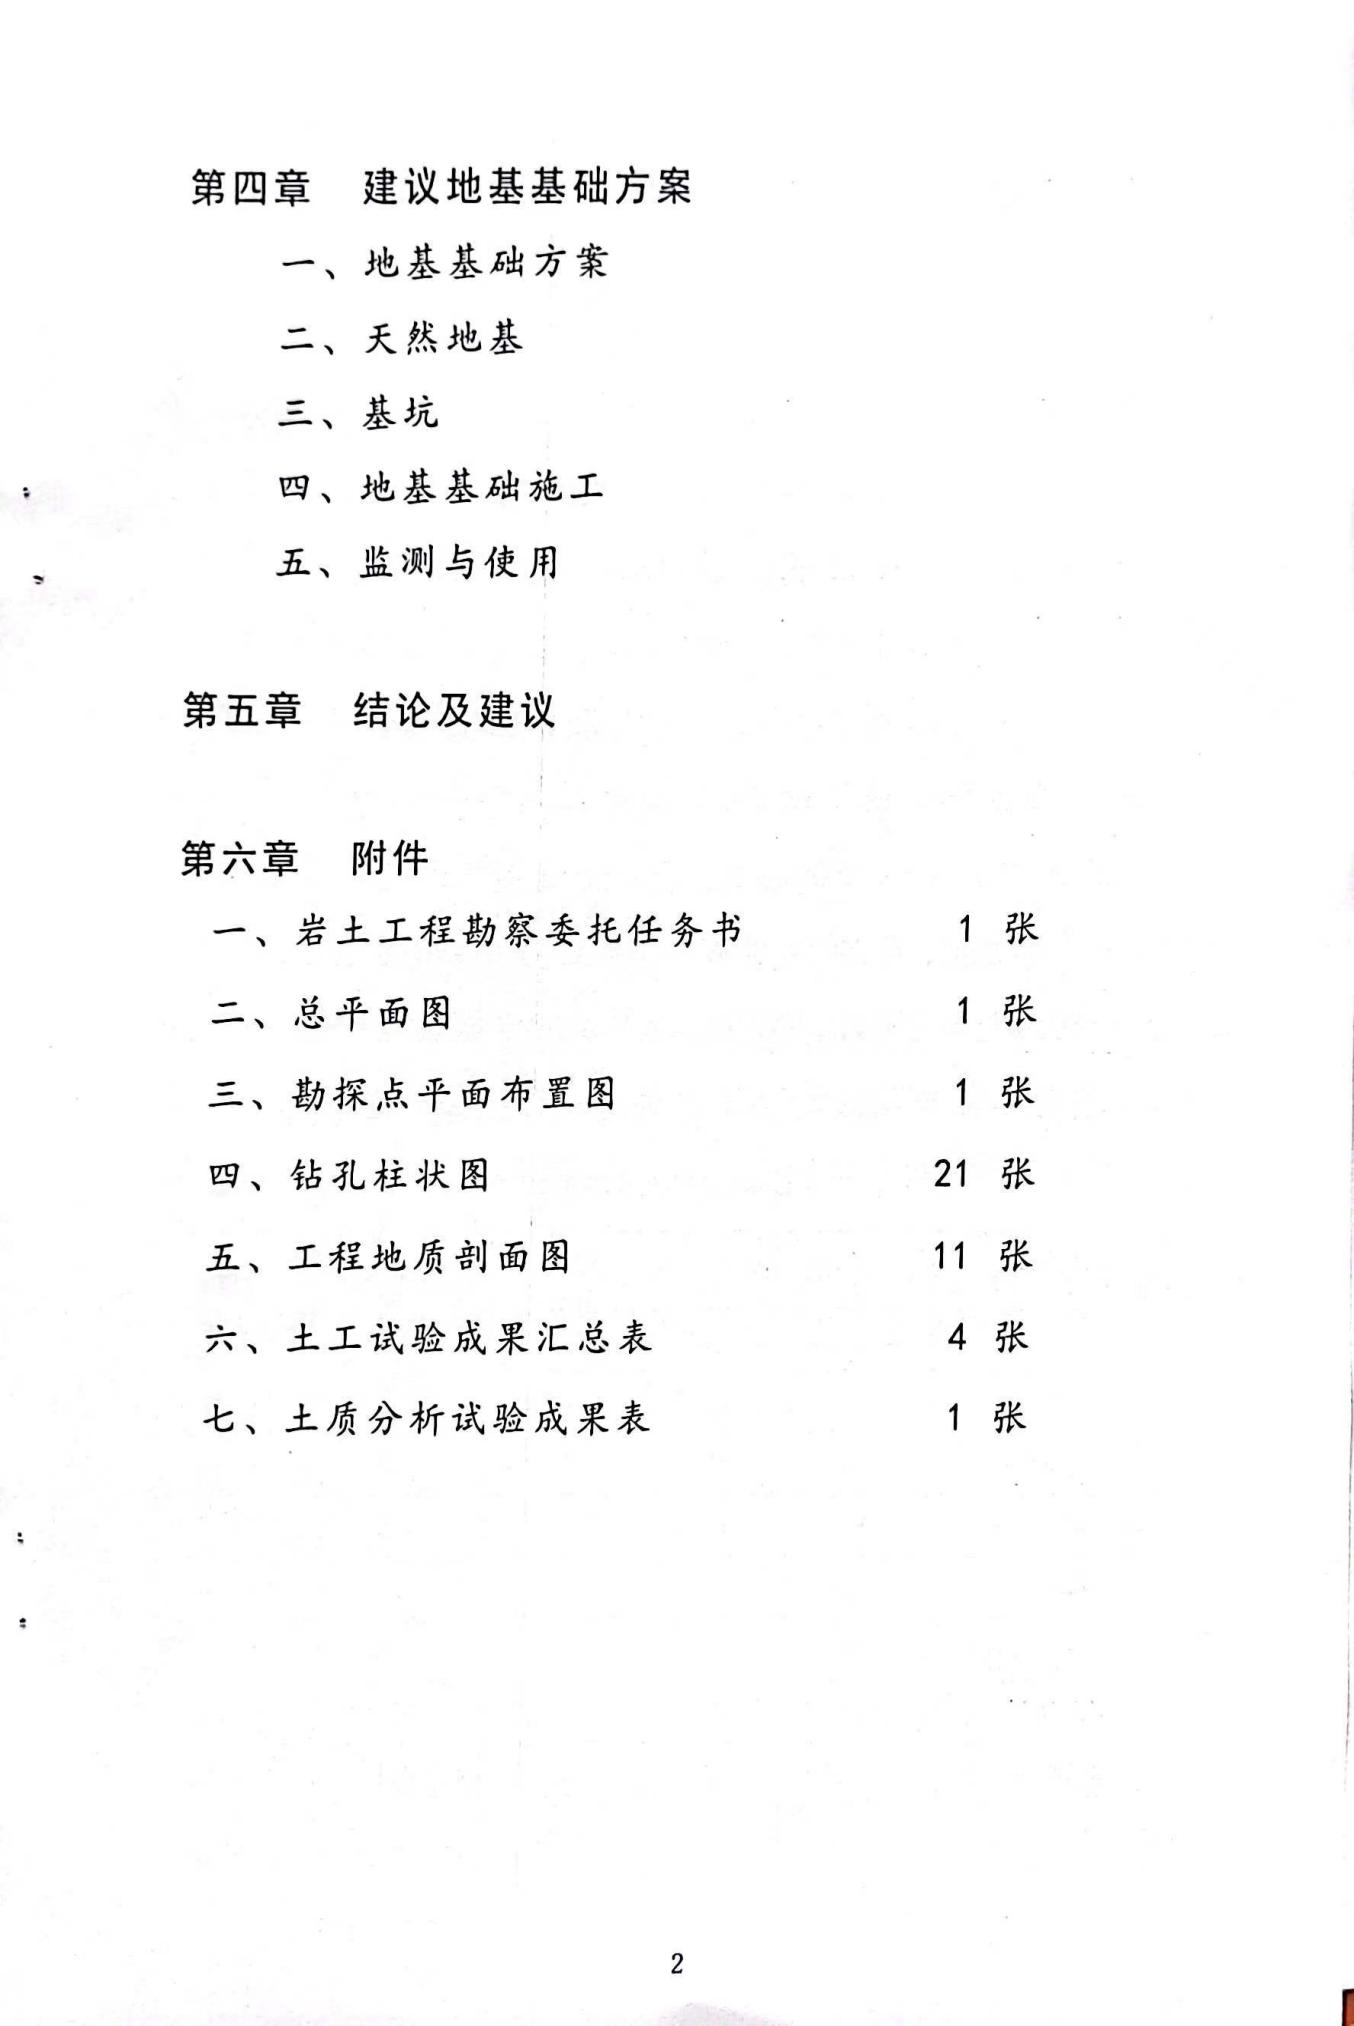 第四章 建议地基基础方案
一、地基基础方案
二、天然地基
三、基坑
四、地基基础施工
五、监测与使用
第五章 结论及建议
第六章 附件
一、岩土工程勘察委托任务书 1 张
二、总平面图 1 张
三、勘探点平面布置图 1 张
四、钻孔柱状图 21 张
五、工程地质剖面图 11 张
六、土工试验成果汇总表 4 张
七、土质分析试验成果表 1 张
2